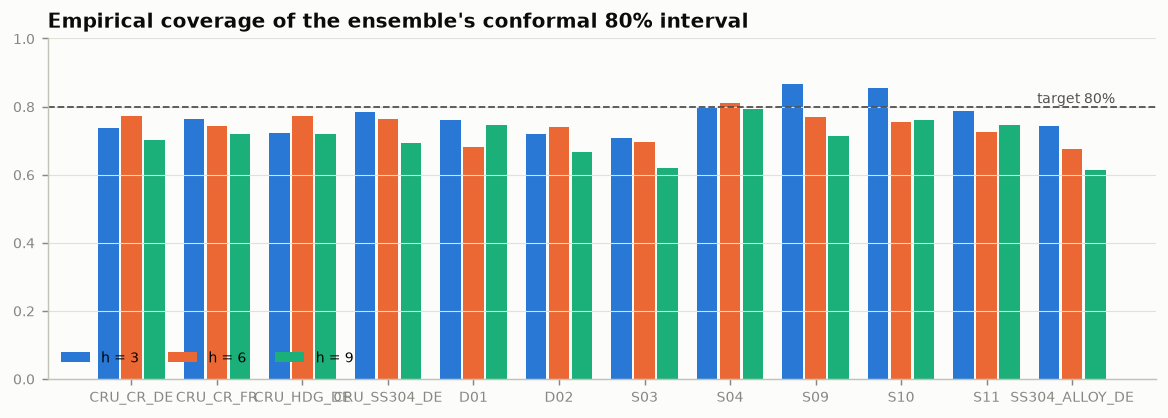 Empirical coverage of the ensemble's conformal 80% interval
1.0
0.8
0.6
0.4
0.2
0.0
target 80%
h = 3 h = 6 h = 9
CRU_CR_DE CRU_CR_FR CRU_HDG_DE CRU_SS304_DE D01 D02 S03 S04 S09 S10 S11 SS304_ALLOY_DE